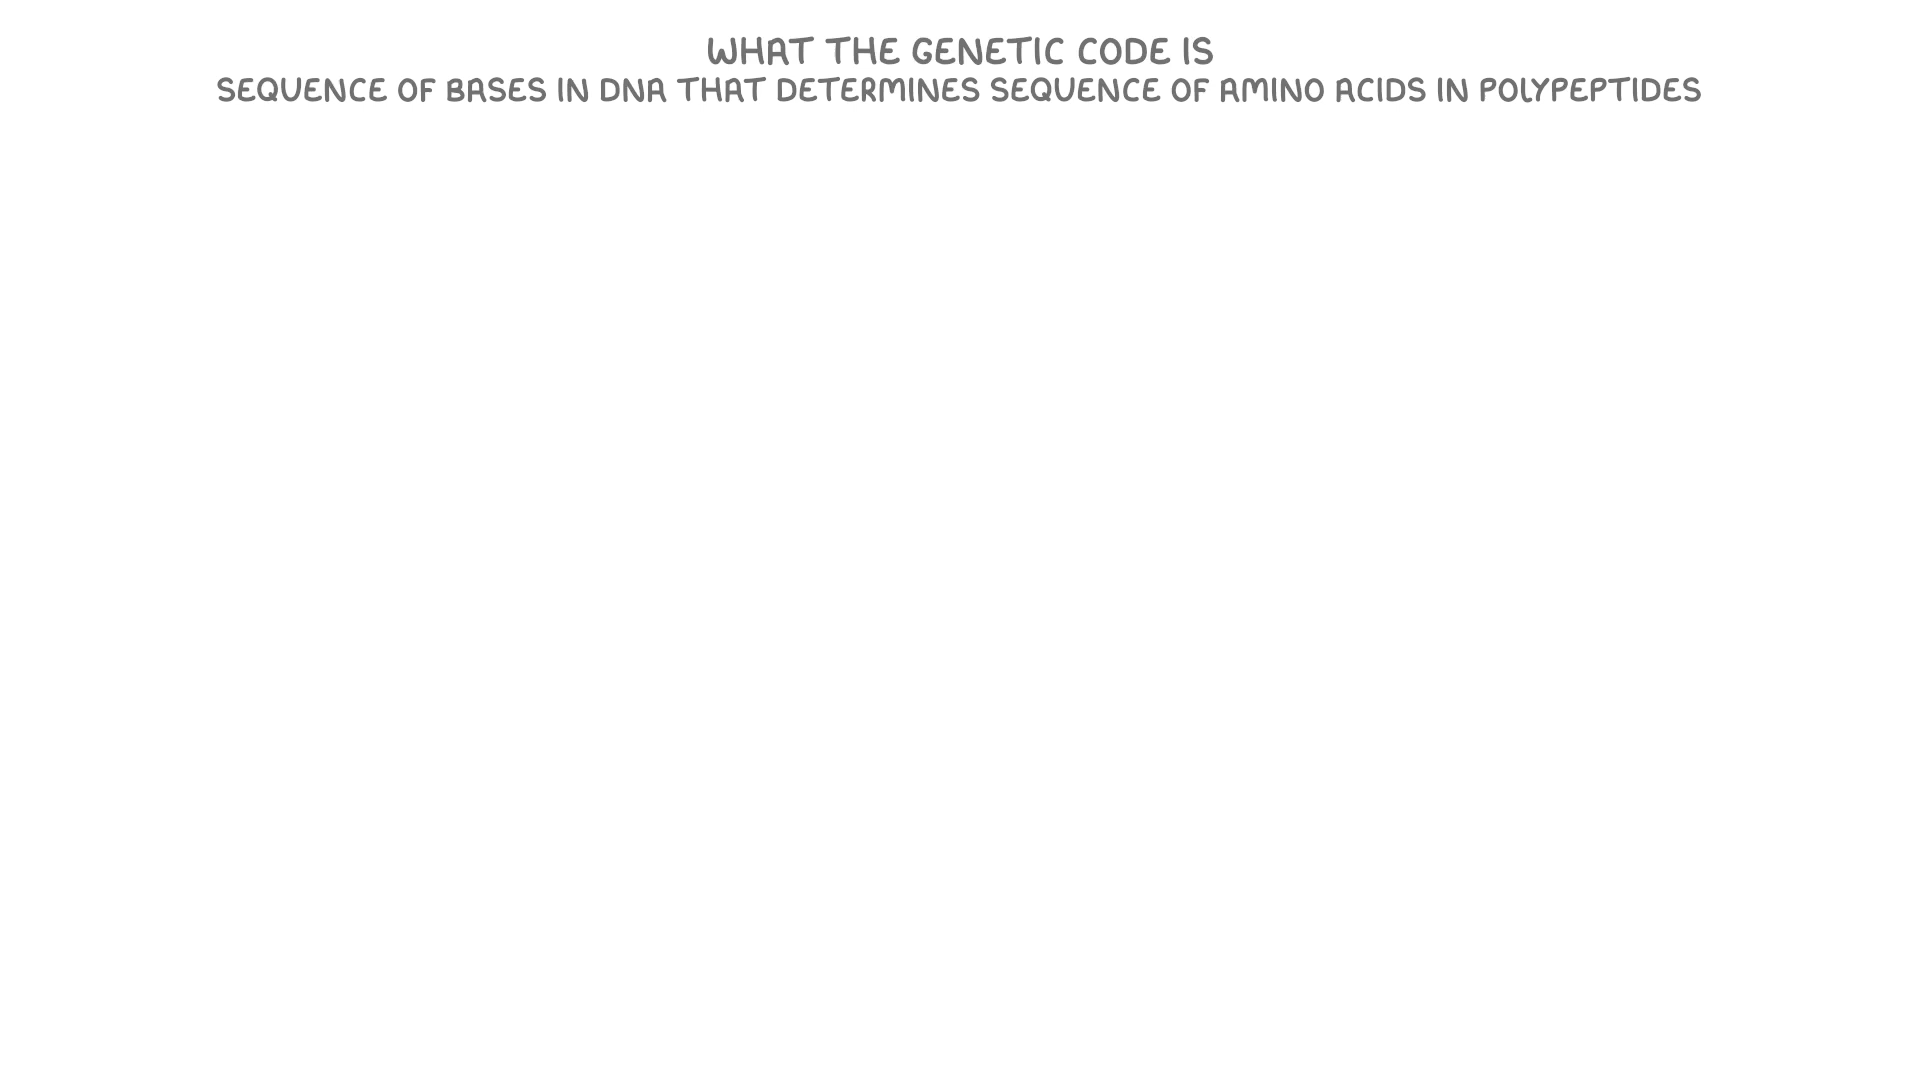 WHAT THE GENETIC CODE IS
SEQUENCE OF BASES IN DNA THAT DETERMINES SEQUENCE OF AMINO ACIDS IN POLYPEPTIDES